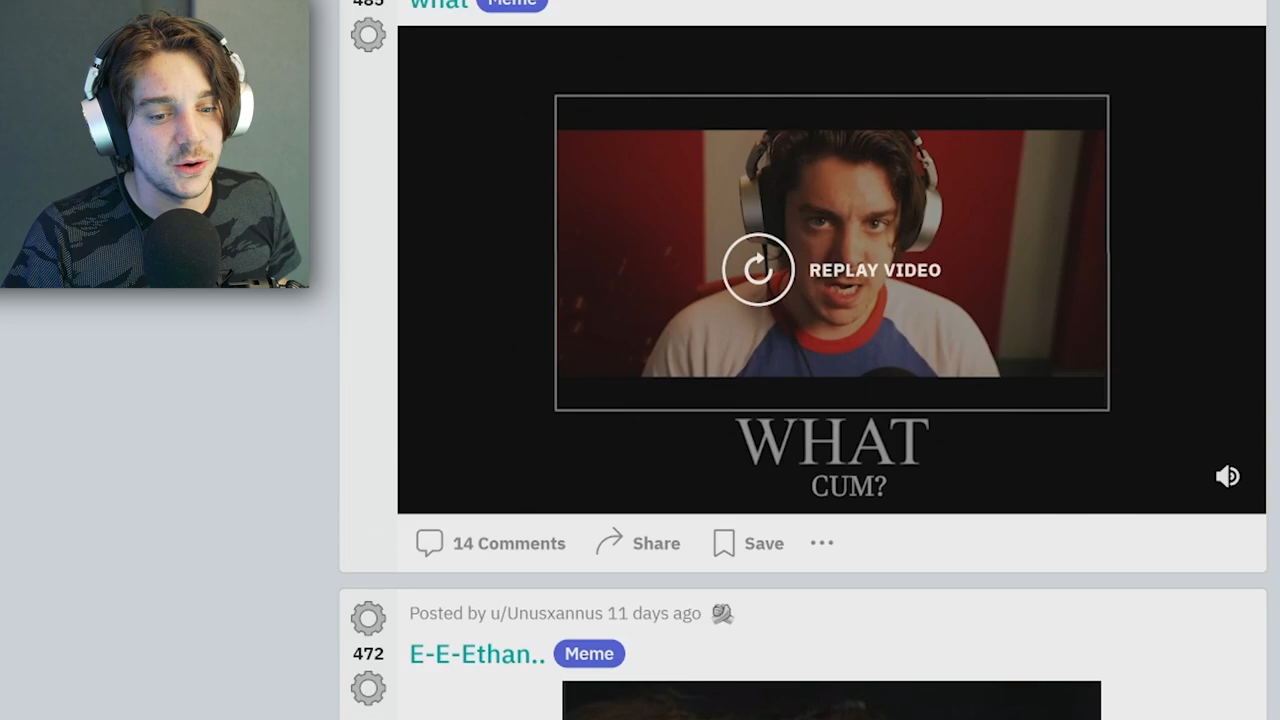 485
what Meme
REPLAY VIDEO
WHAT
CUM?
14 Comments Share Save
Posted by u/Unusxannus 11 days ago
472
E-E-Ethan.. Meme